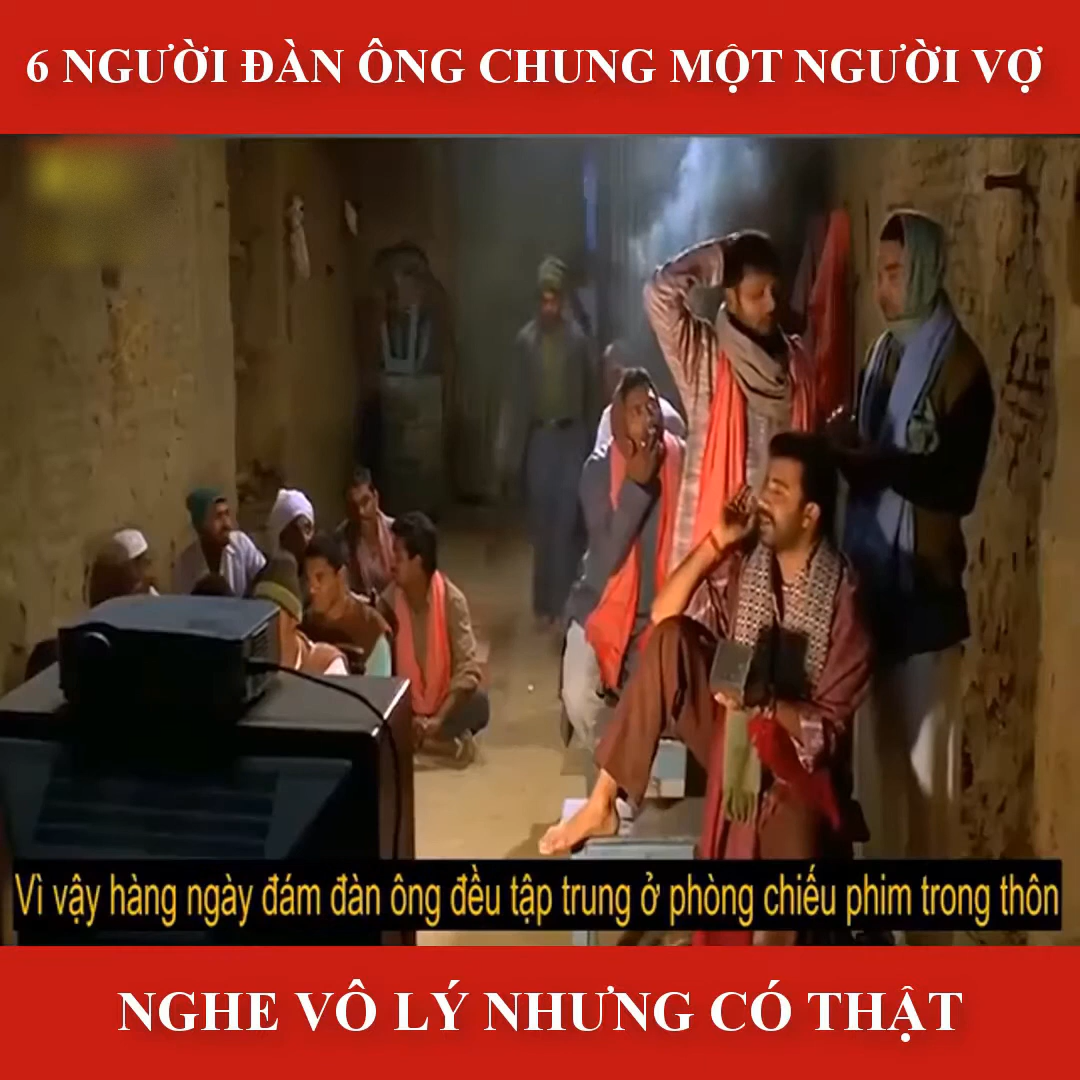 6 NGƯỜI ĐÀN ÔNG CHUNG MỘT NGƯỜI VỢ
Vì vậy hàng ngày đám đàn ông đều tập trung ở phòng chiếu phim trong thôn
NGHE VÔ LÝ NHƯNG CÓ THẬT